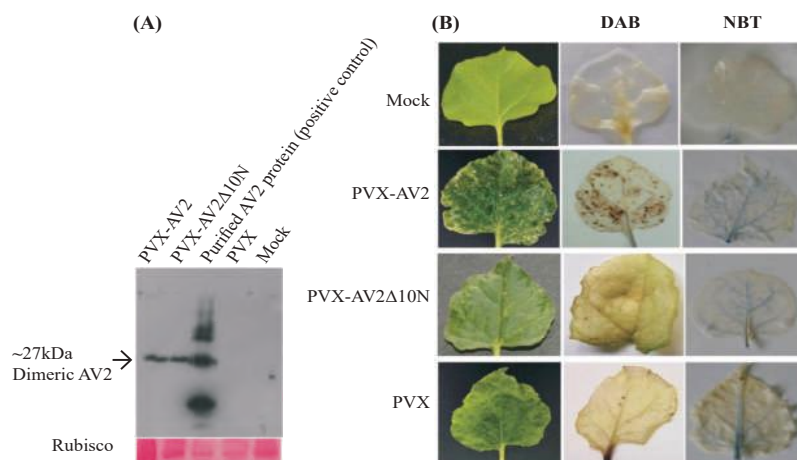 (A)
PVX-AV2
PVX-AV2Δ10N
Purified AV2 protein (positive control)
PVX
Mock
~27kDa
Dimeric AV2
Rubisco
(B)
DAB
NBT
Mock
PVX-AV2
PVX-AV2Δ10N
PVX